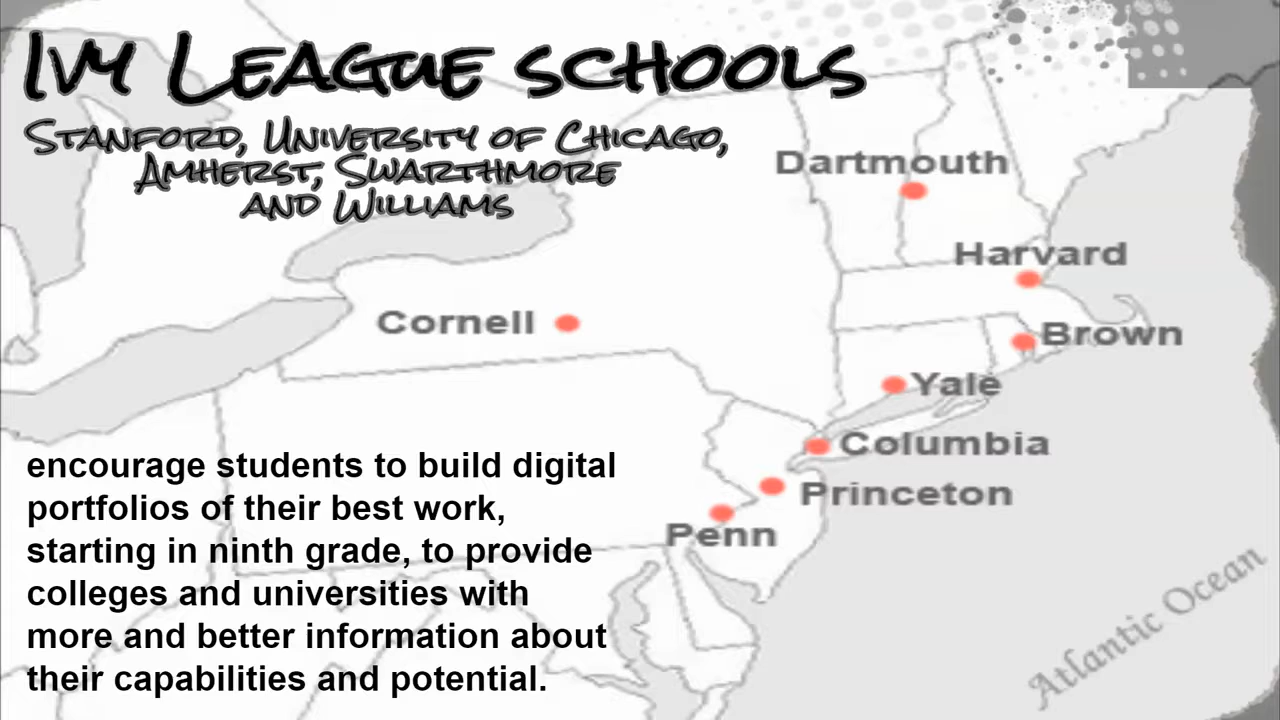 Ivy League schools
Stanford, University of Chicago,
Amherst, Swarthmore
and Williams
Dartmouth
Harvard
Cornell
Brown
Yale
Columbia
Princeton
Penn
encourage students to build digital
portfolios of their best work,
starting in ninth grade, to provide
colleges and universities with
more and better information about
their capabilities and potential.
Atlantic Ocean